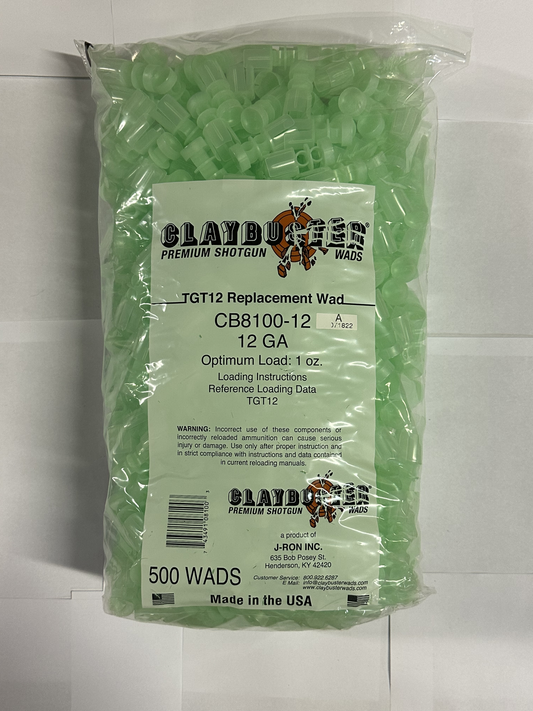 CLAYBUSTER®
PREMIUM SHOTGUN WADS
TGT12 Replacement Wad
CB8100-12 A
12 GA
Optimum Load: 1 oz.
Loading Instructions
Reference Loading Data
TGT12
WARNING: Incorrect use of these components or
incorrectly reloaded ammunition can cause serious
injury or damage. Use only after proper instruction and
in strict compliance with instructions and data contained
in current reloading manuals.
CLAYBUSTER®
PREMIUM SHOTGUN WADS
a product of
J-RON INC.
635 Bob Posey St.
Henderson, KY 42420
500 WADS
Customer Service: 800.922.6287
E Mail: info@claybusterwads.com
www.claybusterwads.com
Made in the USA